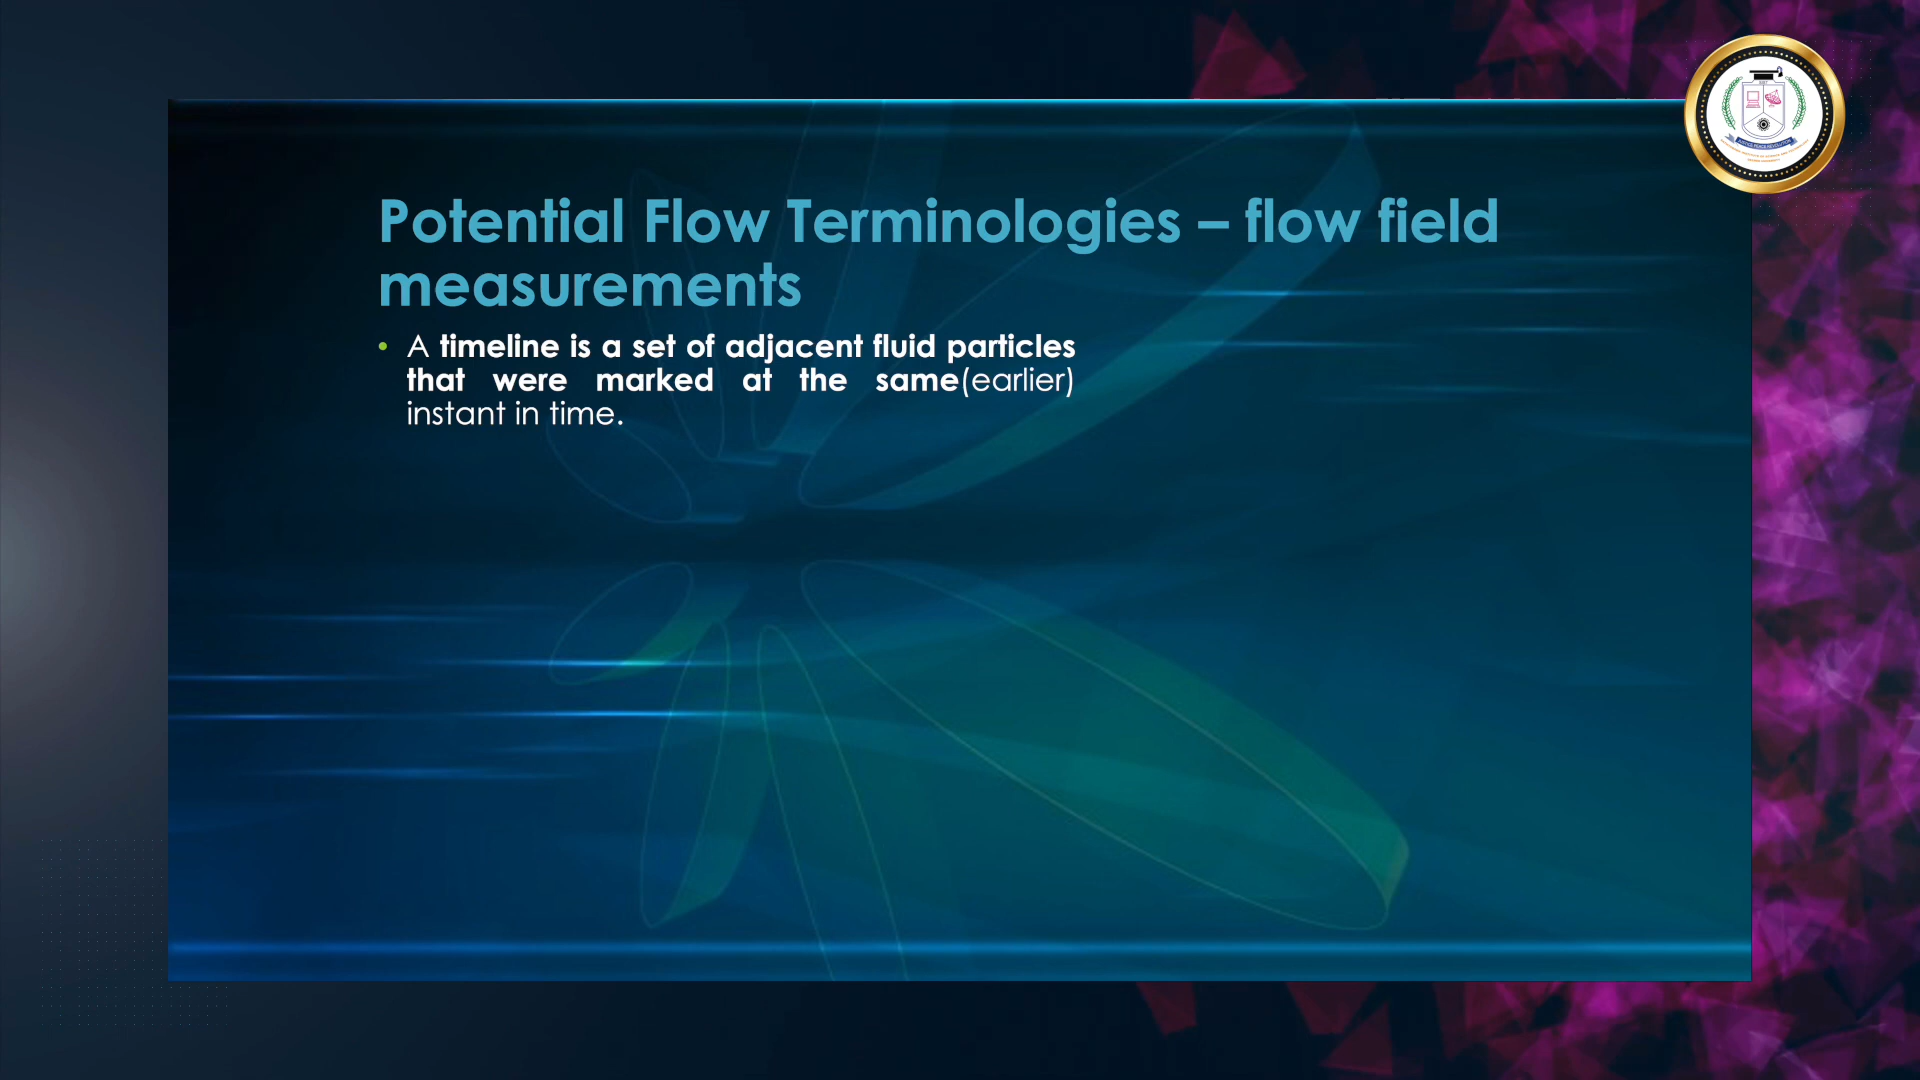 Potential Flow Terminologies – flow field
measurements
• A timeline is a set of adjacent fluid particles
that were marked at the same(earlier)
instant in time.